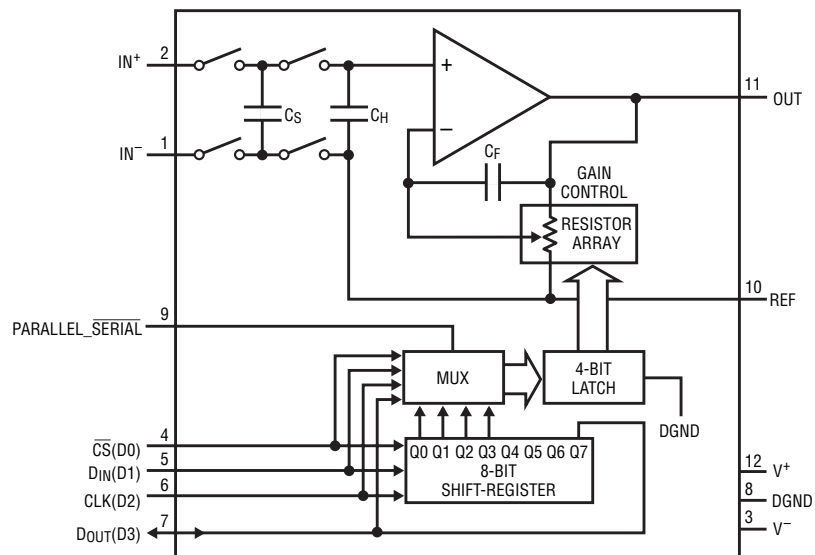 IN+
2
CS
CH
+
–
11
OUT
IN–
1
CF
GAIN
CONTROL
RESISTOR
ARRAY
10
REF
PARALLEL_SERIAL
9
MUX
4-BIT
LATCH
DGND
CS(D0)
4
DIN(D1)
5
CLK(D2)
6
DOUT(D3)
7
Q0 Q1 Q2 Q3 Q4 Q5 Q6 Q7
8-BIT
SHIFT-REGISTER
12
V+
8
DGND
3
V–